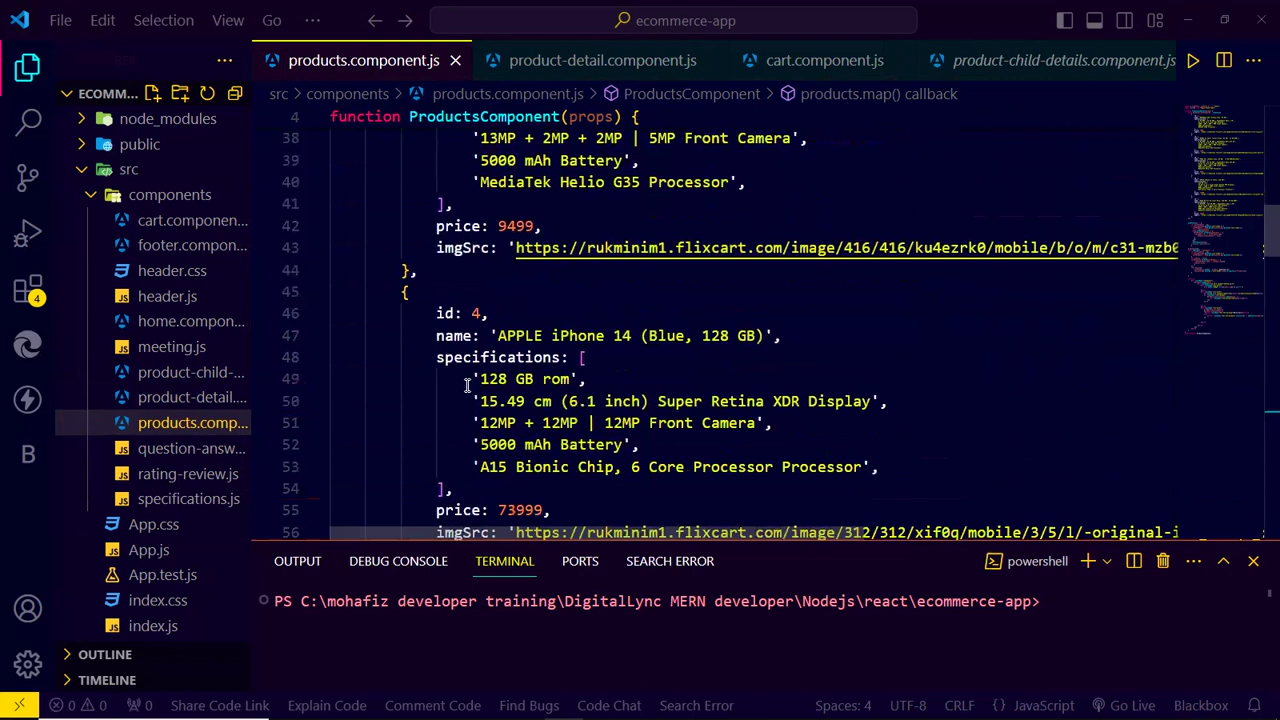 File Edit Selection View Go ··· ecommerce-app
products.component.js product-detail.component.js cart.component.js product-child-details.component.js
ECOMM...
src > components > products.component.js > ProductsComponent > products.map() callback
node_modules
public
src
components
cart.componen...
footer.compon...
header.css
header.js
home.compon...
meeting.js
product-child-...
product-detail....
products.comp...
question-answ...
rating-review.js
specifications.js
App.css
App.js
App.test.js
index.css
index.js
OUTLINE
TIMELINE
4
4 function ProductsComponent(props) {
38 '13MP + 2MP + 2MP | 5MP Front Camera',
39 '5000 mAh Battery',
40 'MediaTek Helio G35 Processor',
41 ],
42 price: 9499,
43 imgSrc: 'https://rukminim1.flixcart.com/image/416/416/ku4ezrk0/mobile/b/o/m/c31-mzb0
44 },
45 {
46 id: 4,
47 name: 'APPLE iPhone 14 (Blue, 128 GB)',
48 specifications: [
49 '128 GB rom',
50 '15.49 cm (6.1 inch) Super Retina XDR Display',
51 '12MP + 12MP | 12MP Front Camera',
52 '5000 mAh Battery',
53 'A15 Bionic Chip, 6 Core Processor Processor',
54 ],
55 price: 73999,
56 imgSrc: 'https://rukminim1.flixcart.com/image/312/312/xif0q/mobile/3/5/l/-original-i
OUTPUT DEBUG CONSOLE TERMINAL PORTS SEARCH ERROR powershell
PS C:\mohafiz developer training\DigitalLync MERN developer\Nodejs\react\ecommerce-app>
0 0 0 Share Code Link Explain Code Comment Code Find Bugs Code Chat Search Error Spaces: 4 UTF-8 CRLF JavaScript Go Live Blackbox